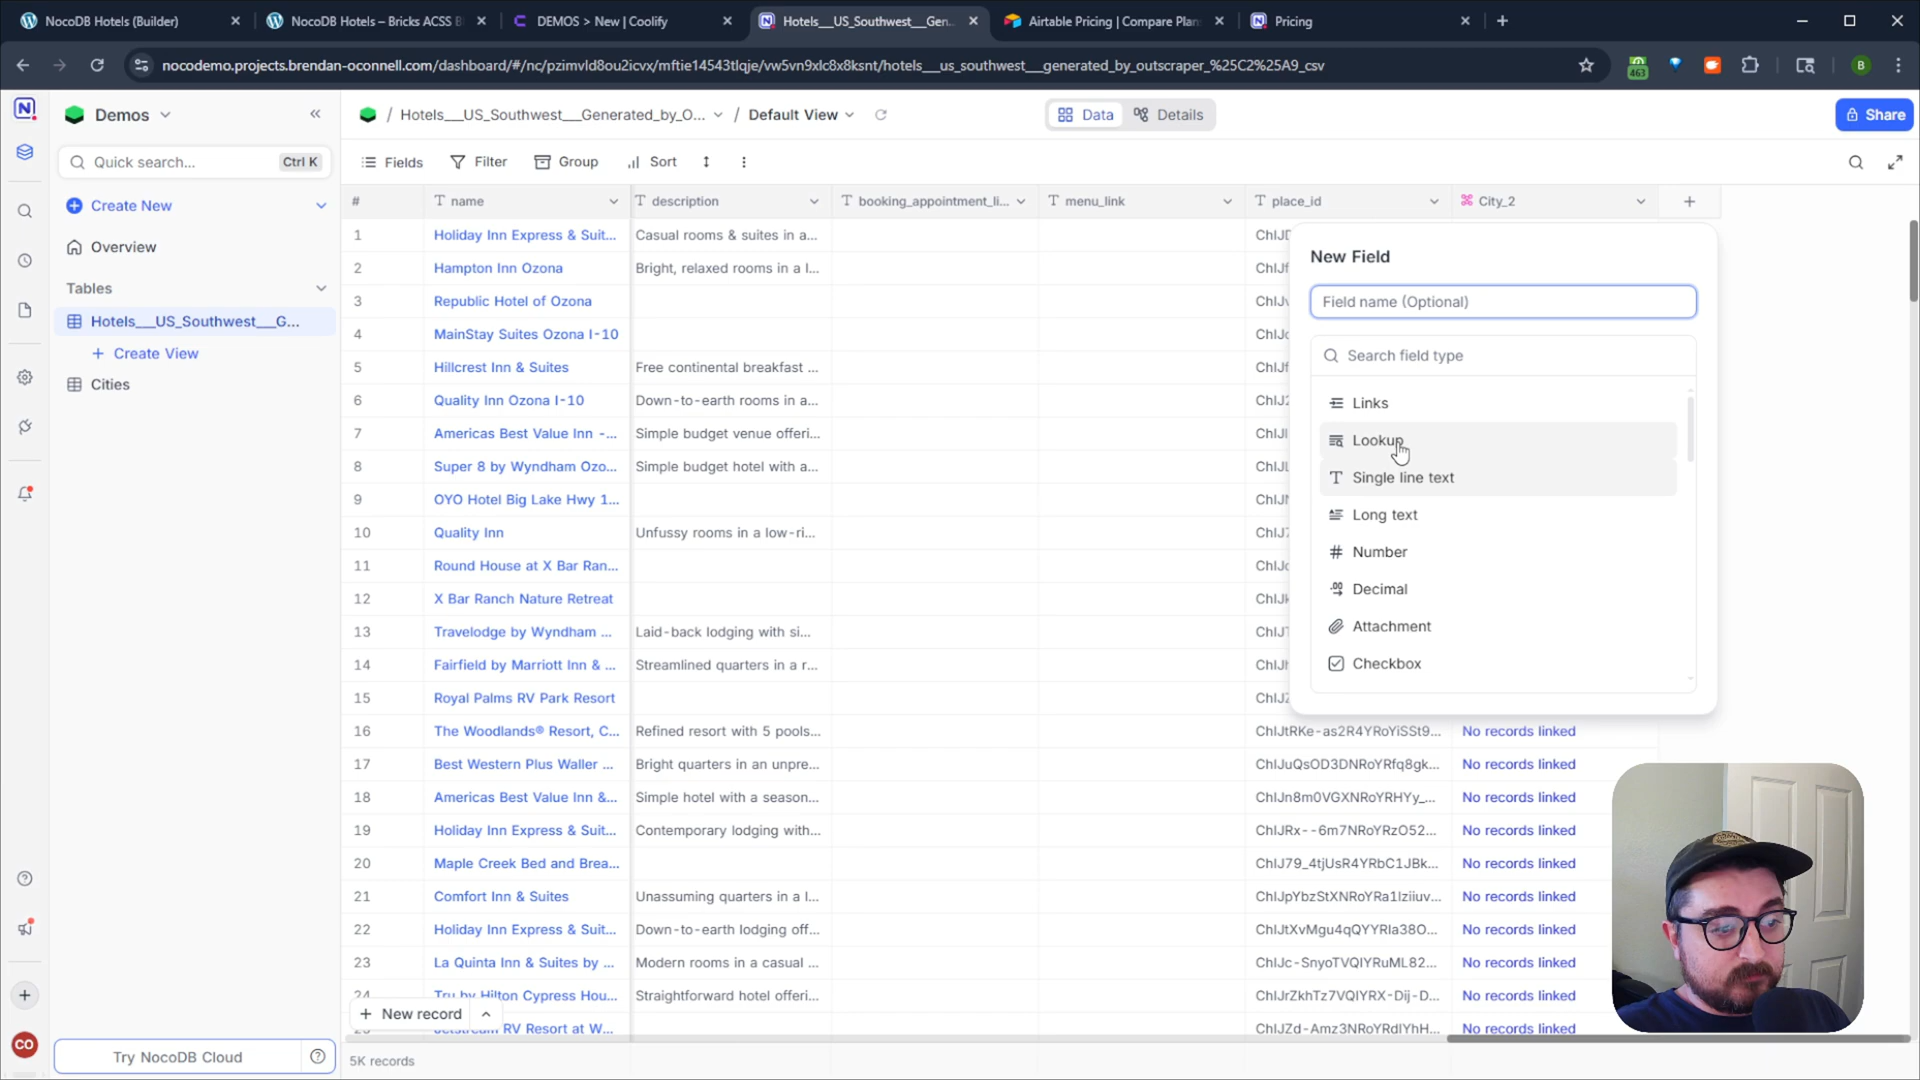 NocoDB Hotels (Builder)
NocoDB Hotels – Bricks ACSS B
DEMOS > New | Coolify
Hotels__US_Southwest__Gen
Airtable Pricing | Compare Plan
Pricing
nocodemo.projects.brendan-oconnell.com/dashboard/#/nc/pzimvld8ou2icvx/mftie14543tlqje/vw5vn9xlc8x8ksnt/hotels__us_southwest__generated_by_outscraper_%25C2%25A9_csv
463
B
N
Demos
/ Hotels___US_Southwest___Generated_by_O... / Default View
Data
Details
Share
Quick search...
Ctrl K
Fields
Filter
Group
Sort
Create New
Overview
Tables
Hotels___US_Southwest___G...
+ Create View
Cities
# name description booking_appointment_li... menu_link place_id City_2
1 Holiday Inn Express & Suit... Casual rooms & suites in a...
2 Hampton Inn Ozona Bright, relaxed rooms in a l...
3 Republic Hotel of Ozona
4 MainStay Suites Ozona I-10
5 Hillcrest Inn & Suites Free continental breakfast ...
6 Quality Inn Ozona I-10 Down-to-earth rooms in a...
7 Americas Best Value Inn -... Simple budget venue offeri...
8 Super 8 by Wyndham Ozo... Simple budget hotel with a...
9 OYO Hotel Big Lake Hwy 1...
10 Quality Inn Unfussy rooms in a low-ri...
11 Round House at X Bar Ran...
12 X Bar Ranch Nature Retreat
13 Travelodge by Wyndham ... Laid-back lodging with si...
14 Fairfield by Marriott Inn & ... Streamlined quarters in a r...
15 Royal Palms RV Park Resort
16 The Woodlands® Resort, C... Refined resort with 5 pools... ChIJtRKe-as2R4YRoYiSSt9... No records linked
17 Best Western Plus Waller ... Bright quarters in an unpre... ChIJuQsOD3DNRoYRfq8gk... No records linked
18 Americas Best Value Inn &... Simple hotel with a season... ChIJn8m0VGXNRoYRHYy_... No records linked
19 Holiday Inn Express & Suit... Contemporary lodging with... ChIJRx--6m7NRoYRzO52... No records linked
20 Maple Creek Bed and Brea... ChIJ79_4tjUsR4YRbC1JBk... No records linked
21 Comfort Inn & Suites Unassuming quarters in a l... ChIJpYbzStXNRoYRa1Iziiuv... No records linked
22 Holiday Inn Express & Suit... Down-to-earth lodging off... ChIJtXvMgu4qQYYRIa38O... No records linked
23 La Quinta Inn & Suites by ... Modern rooms in a casual ... ChIJc-SnyoTVQIYRuML82... No records linked
24 Tru by Hilton Cypress Hou... Straightforward hotel offeri... ChIJrZkhTz7VQIYRX-Dij-D... No records linked
Jetstream RV Resort at W... ChIJZd-Amz3NRoRdIYhH... No records linked
New Field
Field name (Optional)
Search field type
Links
Lookup
Single line text
Long text
Number
Decimal
Attachment
Checkbox
+ New record
5K records
CO
Try NocoDB Cloud